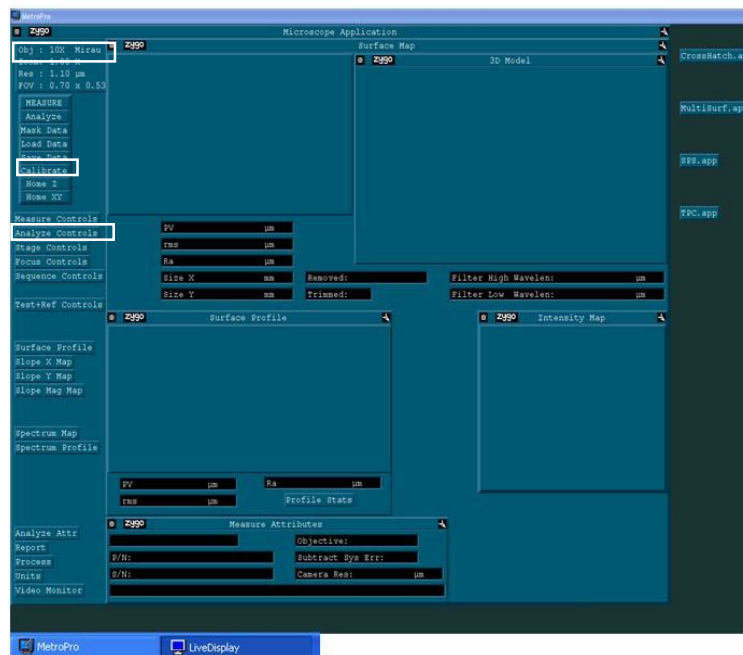 MetroPro
zygo Microscope Application
Obj : 10X Mirau
Zoom: 1.00 X
Res : 1.10 µm
FOV : 0.70 x 0.53
MEASURE
Analyze
Mask Data
Load Data
Save Data
Calibrate
Home Z
Home XY
Measure Controls
Analyze Controls
Stage Controls
Focus Controls
Sequence Controls
Test+Ref Controls
Surface Profile
Slope X Map
Slope Y Map
Slope Mag Map
Spectrum Map
Spectrum Profile
Analyze Attr
Report
Process
Units
Video Monitor
zygo Surface Map
zygo 3D Model
PV µm
rms µm
Ra µm
Size X mm Removed: Filter High Wavelen: µm
Size Y mm Trimmed: Filter Low Wavelen: µm
zygo Surface Profile
PV µm Ra µm
rms µm Profile Stats
zygo Intensity Map
zygo Measure Attributes
Objective:
P/N: Subtract Sys Err:
S/N: Camera Res: µm
CrossHatch.a
MultiSurf.ap
SPS.app
TPC.app
MetroPro LiveDisplay